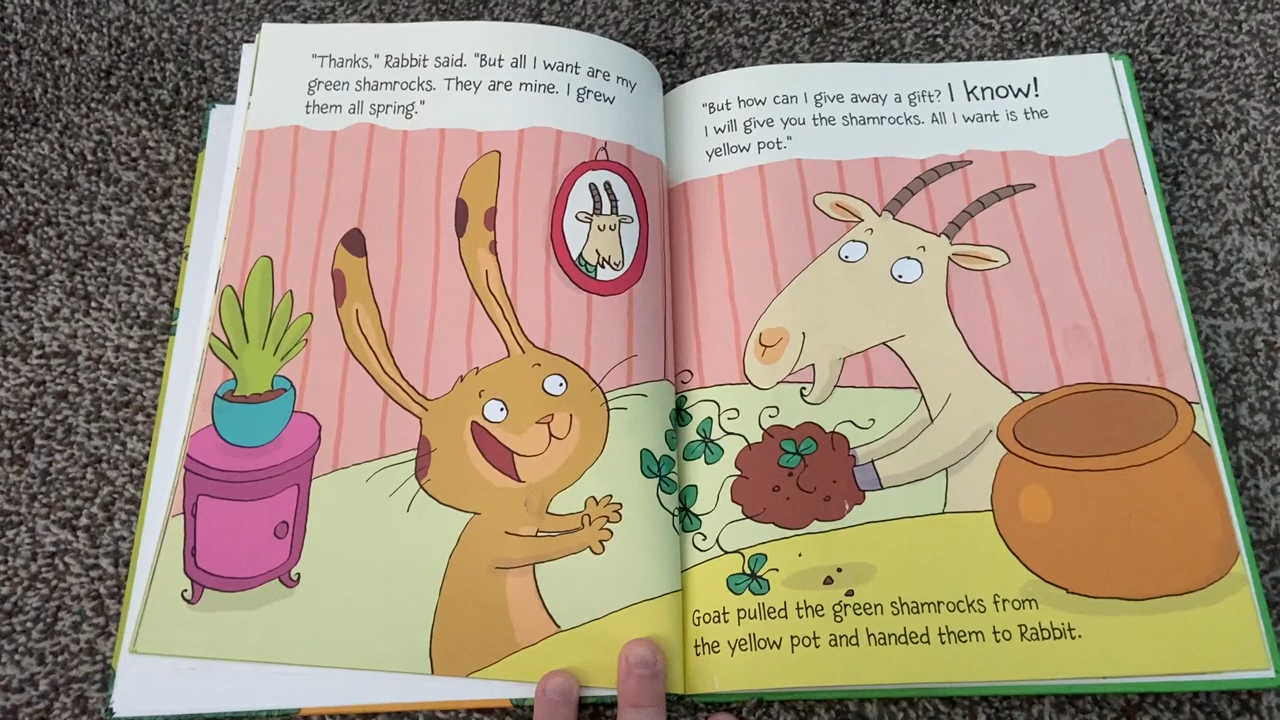 "Thanks," Rabbit said. "But all I want are my
green shamrocks. They are mine. I grew
them all spring."
"But how can I give away a gift? I know!
I will give you the shamrocks. All I want is the
yellow pot."
Goat pulled the green shamrocks from
the yellow pot and handed them to Rabbit.